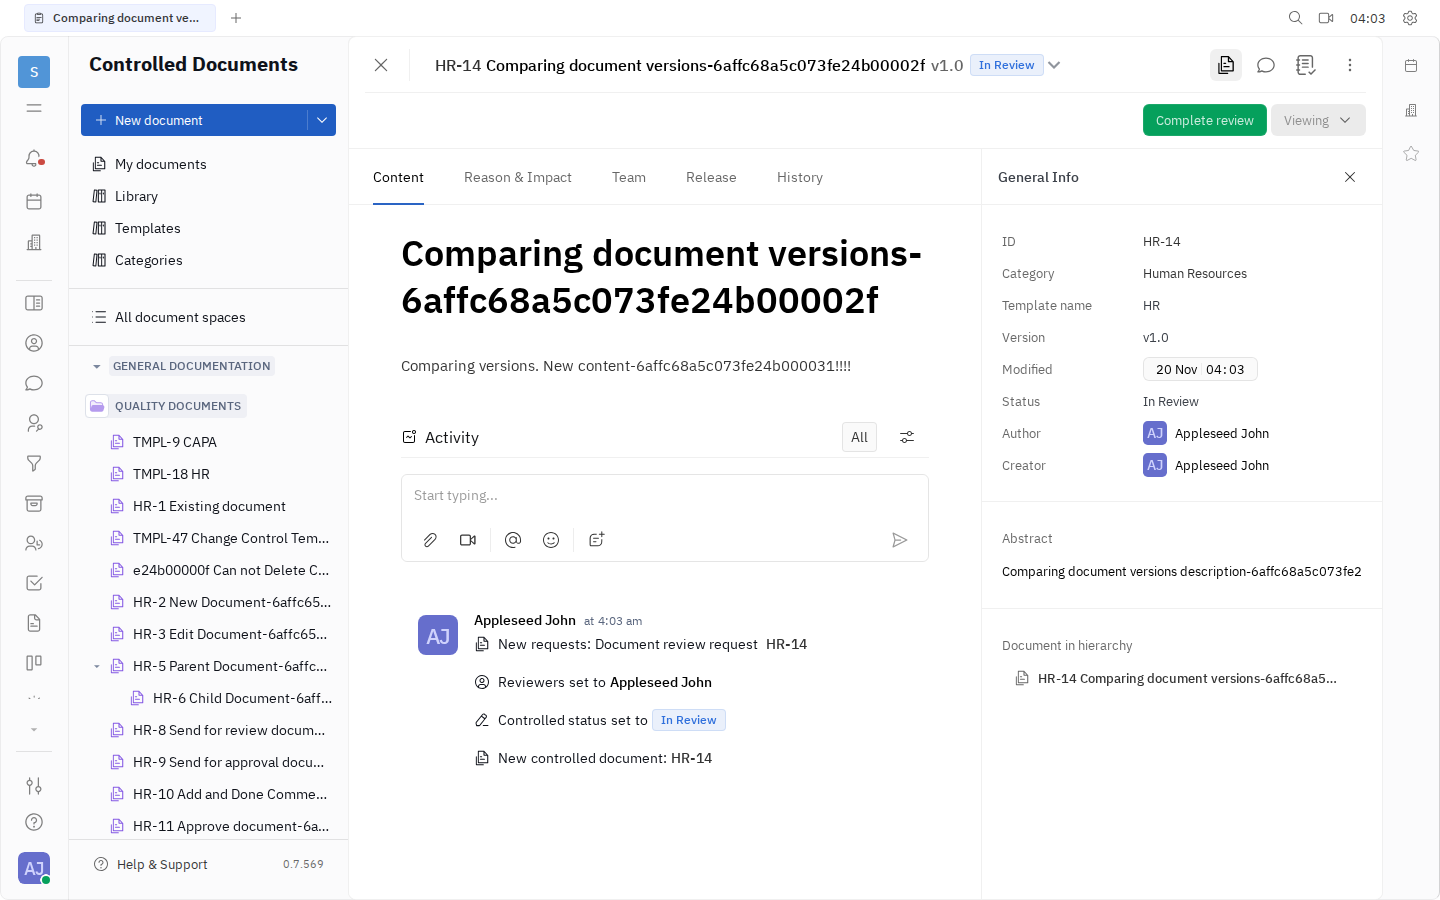 Comparing document ve...
04:03
S
Controlled Documents
New document
My documents
Library
Templates
Categories
All document spaces
GENERAL DOCUMENTATION
QUALITY DOCUMENTS
TMPL-9 CAPA
TMPL-18 HR
HR-1 Existing document
TMPL-47 Change Control Tem...
e24b00000f Can not Delete C...
HR-2 New Document-6affc65...
HR-3 Edit Document-6affc65...
HR-5 Parent Document-6affc...
HR-6 Child Document-6aff...
HR-8 Send for review docum...
HR-9 Send for approval docu...
HR-10 Add and Done Comme...
HR-11 Approve document-6a...
Help & Support 0.7.569
AJ
HR-14 Comparing document versions-6affc68a5c073fe24b00002f v1.0 In Review
Complete review Viewing
Content Reason & Impact Team Release History
Comparing document versions-
6affc68a5c073fe24b00002f
Comparing versions. New content-6affc68a5c073fe24b000031!!!!
Activity All
Start typing...
AJ
Appleseed John at 4:03 am
New requests: Document review request HR-14
Reviewers set to Appleseed John
Controlled status set to In Review
New controlled document: HR-14
General Info
ID HR-14
Category Human Resources
Template name HR
Version v1.0
Modified 20 Nov 04:03
Status In Review
Author AJ Appleseed John
Creator AJ Appleseed John
Abstract
Comparing document versions description-6affc68a5c073fe2
Document in hierarchy
HR-14 Comparing document versions-6affc68a5...